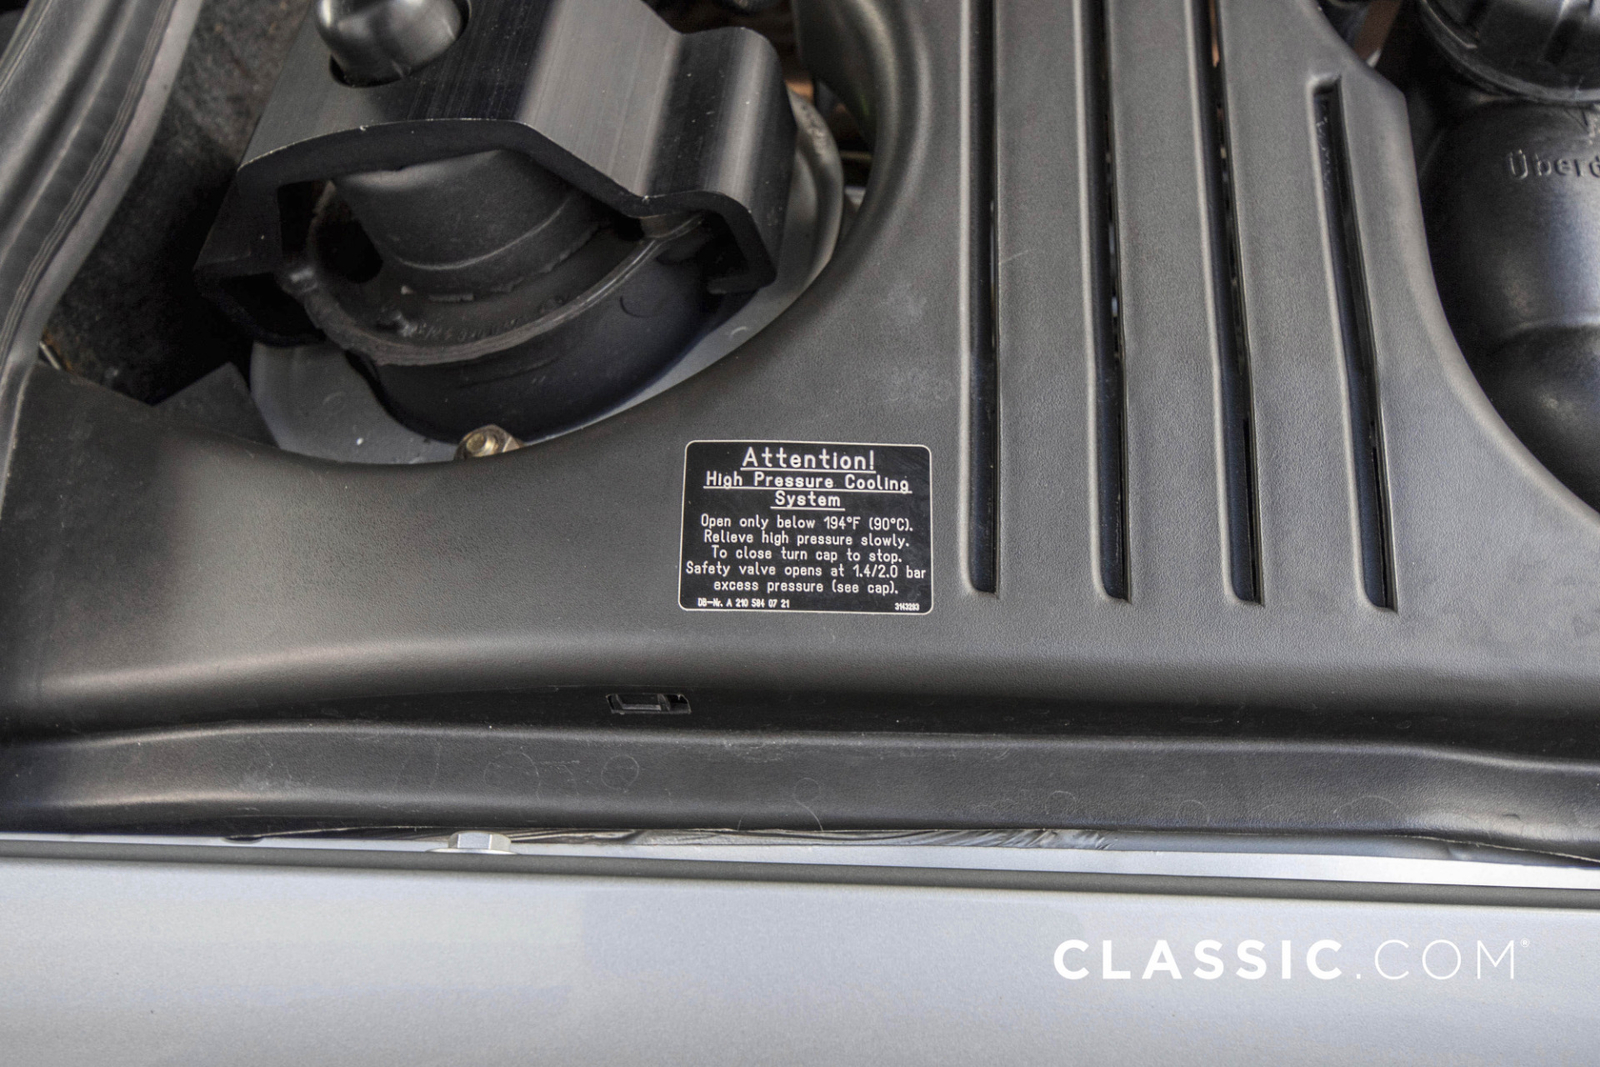 Attention!
High Pressure Cooling
System
Open only below 194°F (90°C).
Relieve high pressure slowly.
To close turn cap to stop.
Safety valve opens at 1.4/2.0 bar
excess pressure (see cap).
DB-Nr. A 210 584 07 21 3143283
CLASSIC.COM®